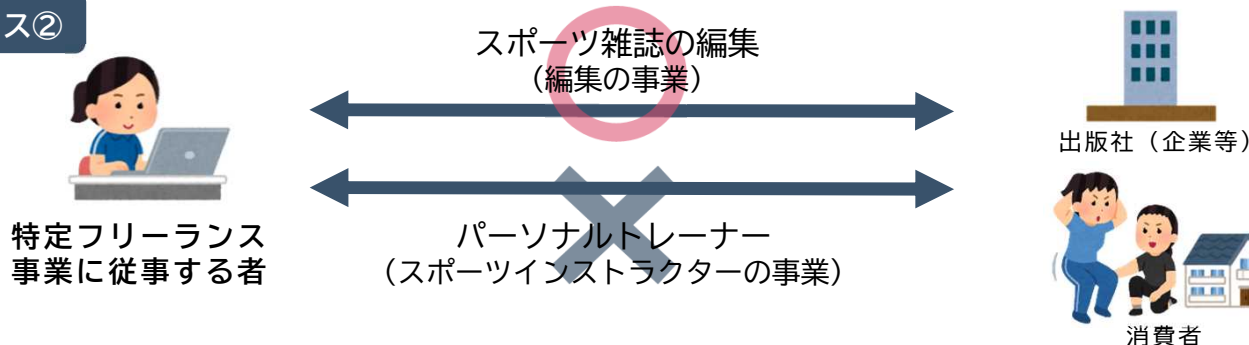 ス②
スポーツ雑誌の編集
（編集の事業）
出版社（企業等）
特定フリーランス
事業に従事する者
パーソナルトレーナー
（スポーツインストラクターの事業）
消費者